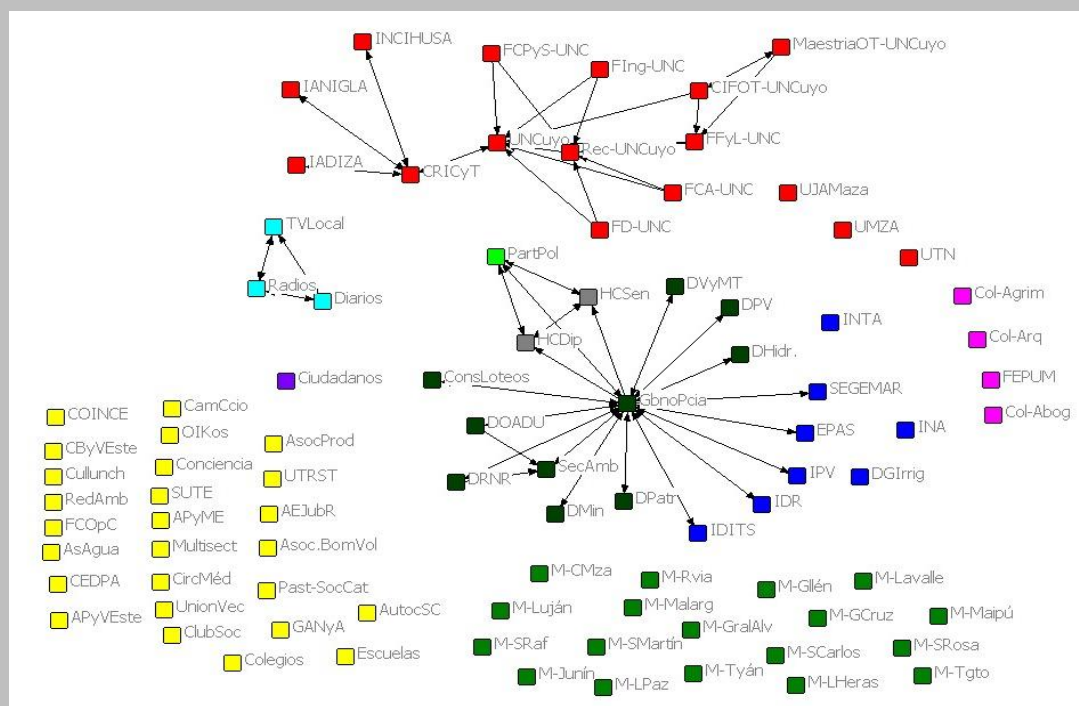 INCIHUSA
FCPyS-UNC
FIng-UNC
MaestriaOT-UNCuyo
IANIGLA
CIFOT-UNCuyo
UNCuyo
Rec-UNCuyo
FFyL-UNC
IADIZA
CRICyT
FCA-UNC
UJAMaza
TVLocal
FD-UNC
UMZA
PartPol
UTN
Radios
Diarios
HCSen
DVyMT
DPV
Col-Agrim
INTA
HCDip
DHidr.
Col-Arq
Ciudadanos
ConsLoteos
GbnoPcia
SEGEMAR
FEPUM
COINCE
CamCcio
DOADU
EPAS
INA
Col-Abog
OIKos
AsocProd
CByVEste
Conciencia
SecAmb
IPV
DGIrrig
Cullunch
UTRST
DRNR
RedAmb
SUTE
DMin
DPatr
IDR
FCOpC
APyME
AEJubR
IDITS
AsAgua
Multisect
Asoc.BomVol
CEDPA
CircMéd
Past-SocCat
M-CMza
M-Rvia
M-Gllén
M-Lavalle
APyVEste
UnionVec
AutocSC
M-Luján
M-Malarg
M-GCruz
M-Maipú
ClubSoc
GANyA
M-GralAlv
Colegios
Escuelas
M-SRaf
M-SMartín
M-SCarlos
M-SRosa
M-Junín
M-LPaz
M-Tyán
M-LHeras
M-Tgto